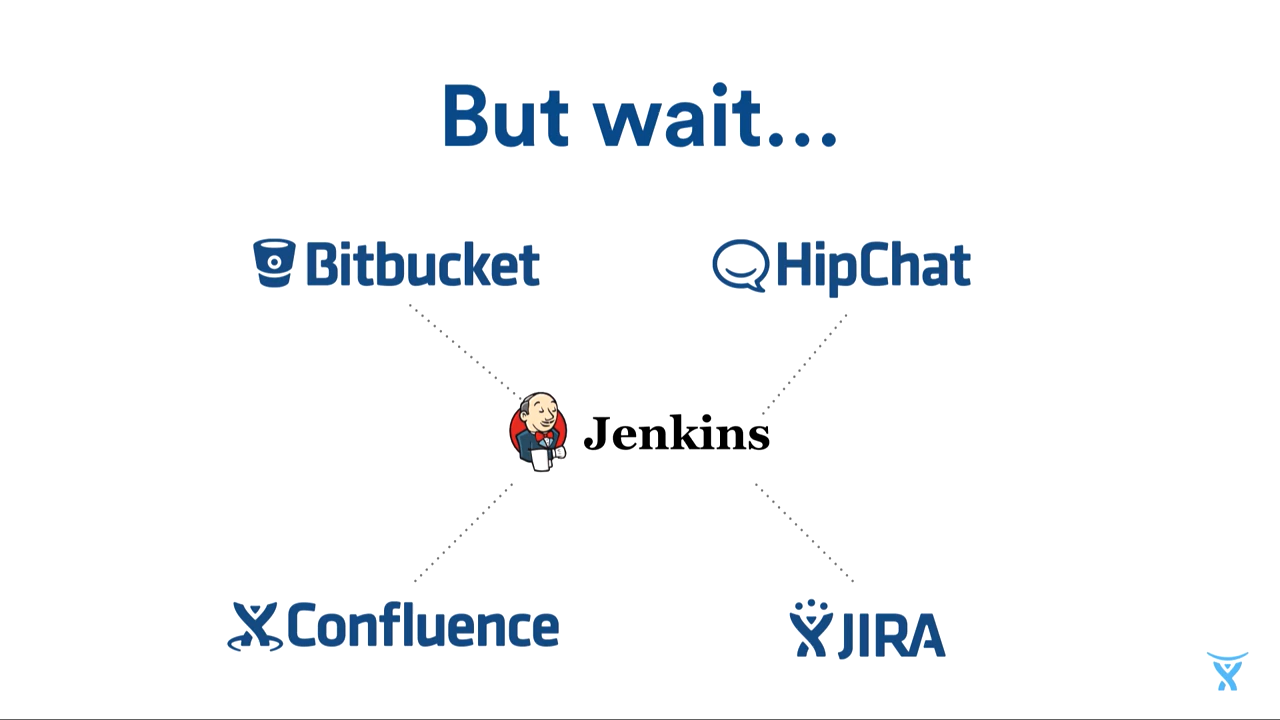 But wait...
Bitbucket
HipChat
Jenkins
Confluence
JIRA